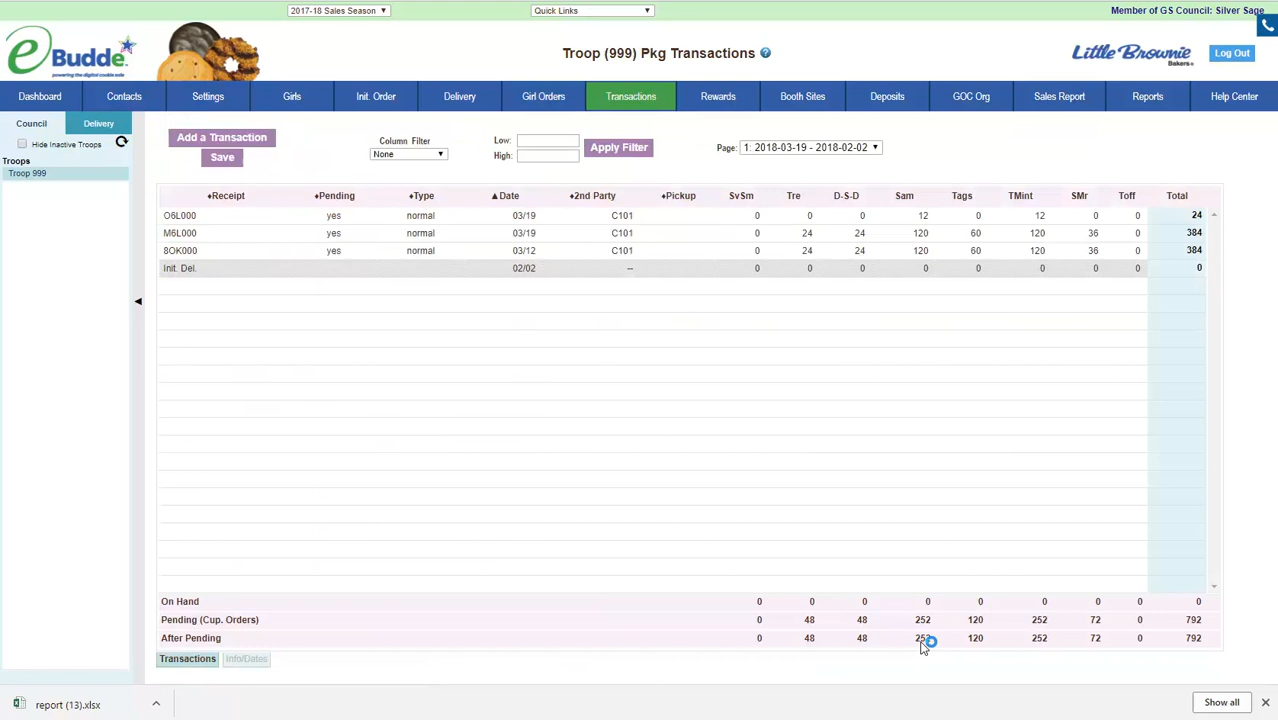 2017-18 Sales Season
Quick Links
Member of GS Council: Silver Sage
eBudde
powering the digital cookie sale
Troop (999) Pkg Transactions ?
Little Brownie
Bakers
Log Out
Dashboard Contacts Settings Girls Init. Order Delivery Girl Orders Transactions Rewards Booth Sites Deposits GOC Org Sales Report Reports Help Center
Council Delivery
Hide Inactive Troops
Troops
Troop 999
Add a Transaction
Save
Column Filter
None
Low:
High:
Apply Filter
Page: 1: 2018-03-19 - 2018-02-02
Receipt Pending Type Date 2nd Party Pickup SvSm Tre D-S-D Sam Tags TMint SMr Toff Total
O6L000 yes normal 03/19 C101 0 0 0 12 0 12 0 0 24
M6L000 yes normal 03/19 C101 0 24 24 120 60 120 36 0 384
8OK000 yes normal 03/12 C101 0 24 24 120 60 120 36 0 384
Init. Del. 02/02 -- 0 0 0 0 0 0 0 0 0
On Hand 0 0 0 0 0 0 0 0 0
Pending (Cup. Orders) 0 48 48 252 120 252 72 0 792
After Pending 0 48 48 252 120 252 72 0 792
Transactions Info/Dates
report (13).xlsx
Show all